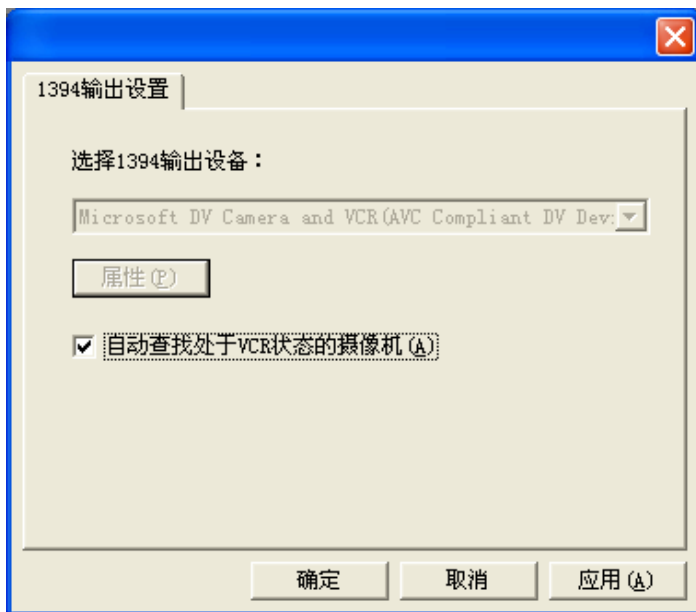 1394输出设置
选择1394输出设备：
Microsoft DV Camera and VCR(AVC Compliant DV Dev
属性(P)
自动查找处于VCR状态的摄像机(A)
确定 取消 应用(A)